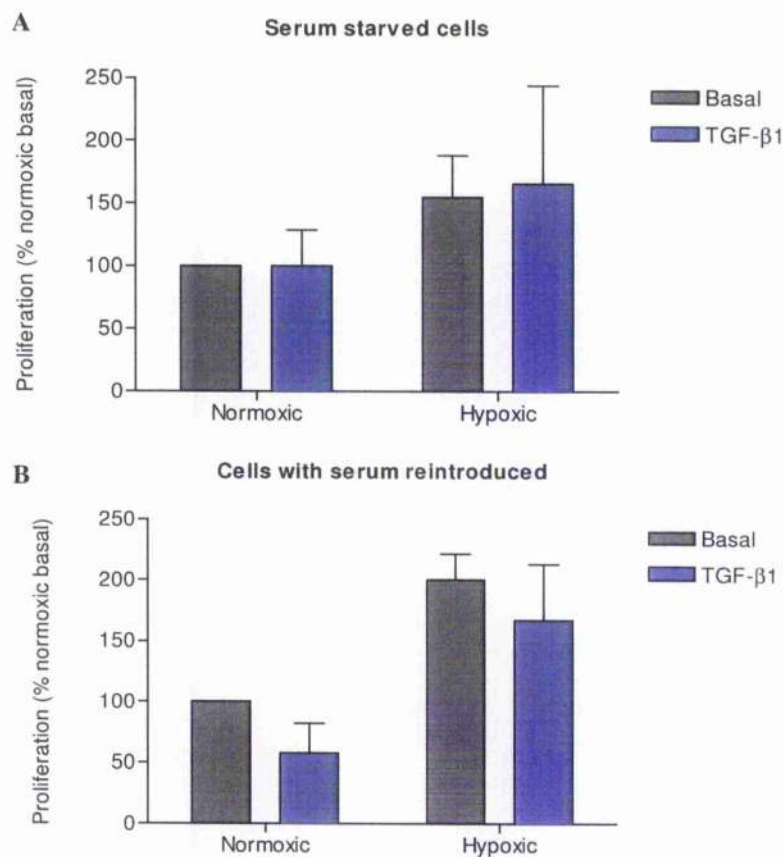 A
Serum starved cells
Proliferation (% normoxic basal)
250
200
150
100
50
0
Normoxic
Hypoxic
Basal
TGF-β1
B
Cells with serum reintroduced
Proliferation (% normoxic basal)
250
200
150
100
50
0
Normoxic
Hypoxic
Basal
TGF-β1